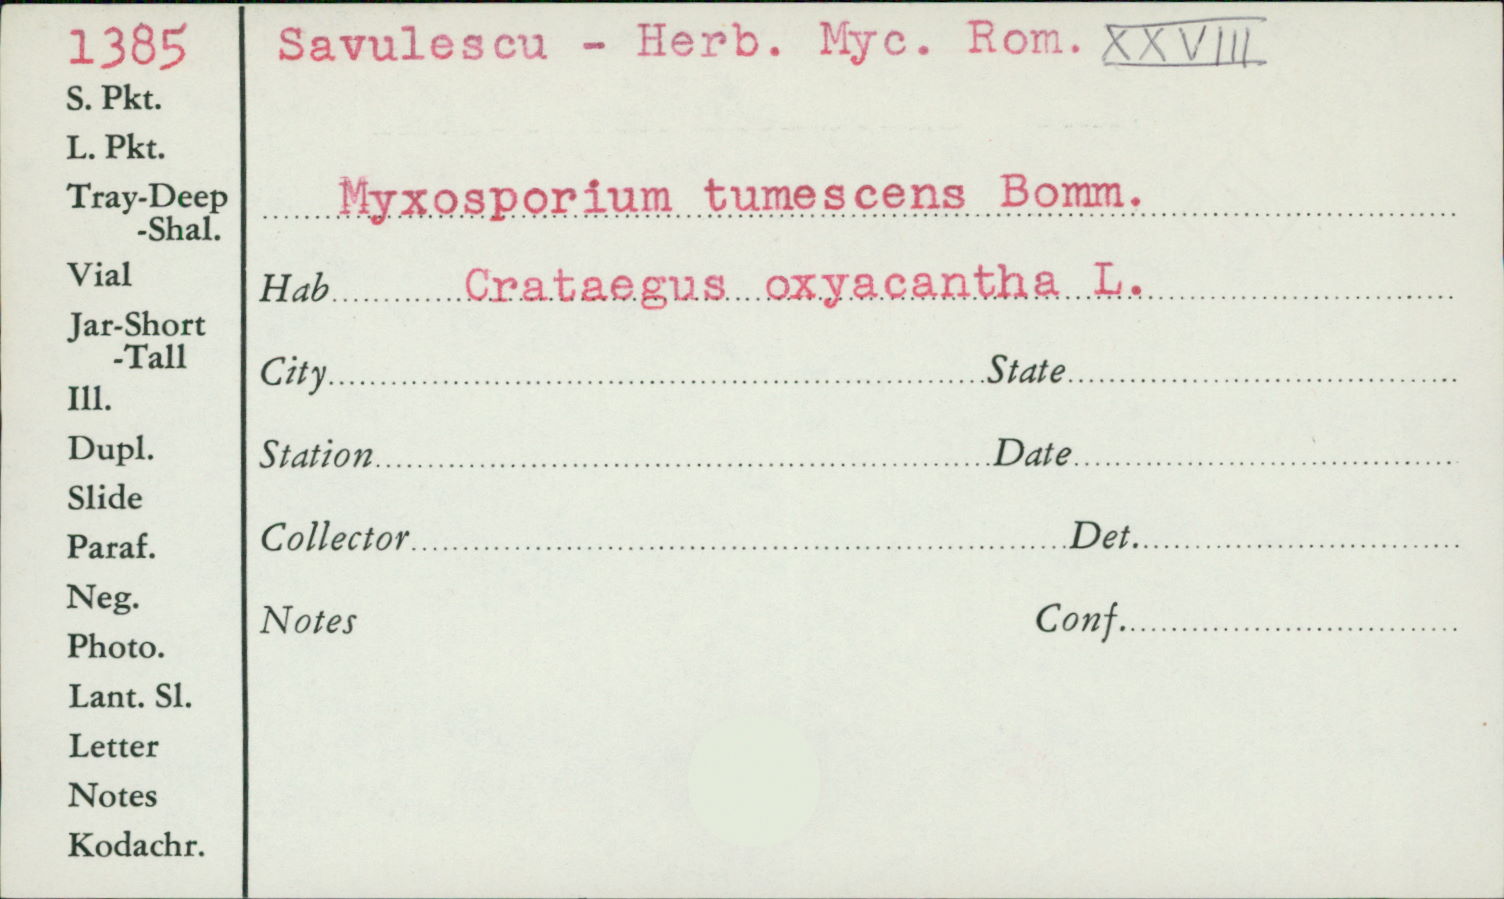 1385 Savulescu - Herb. Myc. Rom. XXVIII
S. Pkt.
L. Pkt.
Tray-Deep
-Shal.
Myxosporium tumescens Bomm.
Vial
Hab Crataegus oxyacantha L.
Jar-Short
-Tall
City State
Ill.
Dupl.
Station Date
Slide
Paraf.
Collector Det.
Neg.
Notes Conf.
Photo.
Lant. Sl.
Letter
Notes
Kodachr.